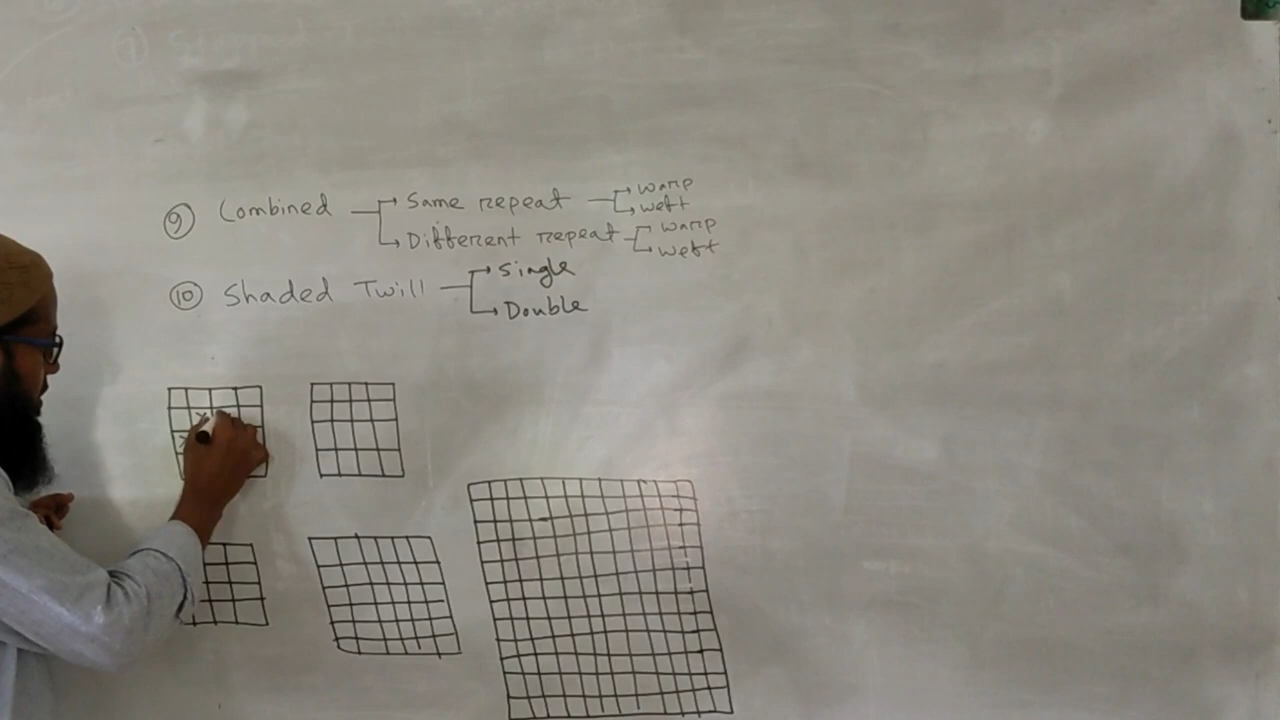 ⑨ Combined → Same repeat → warp
→ weft
→ Different repeat → warp
→ weft
⑩ Shaded Twill → Single
→ Double
x
x